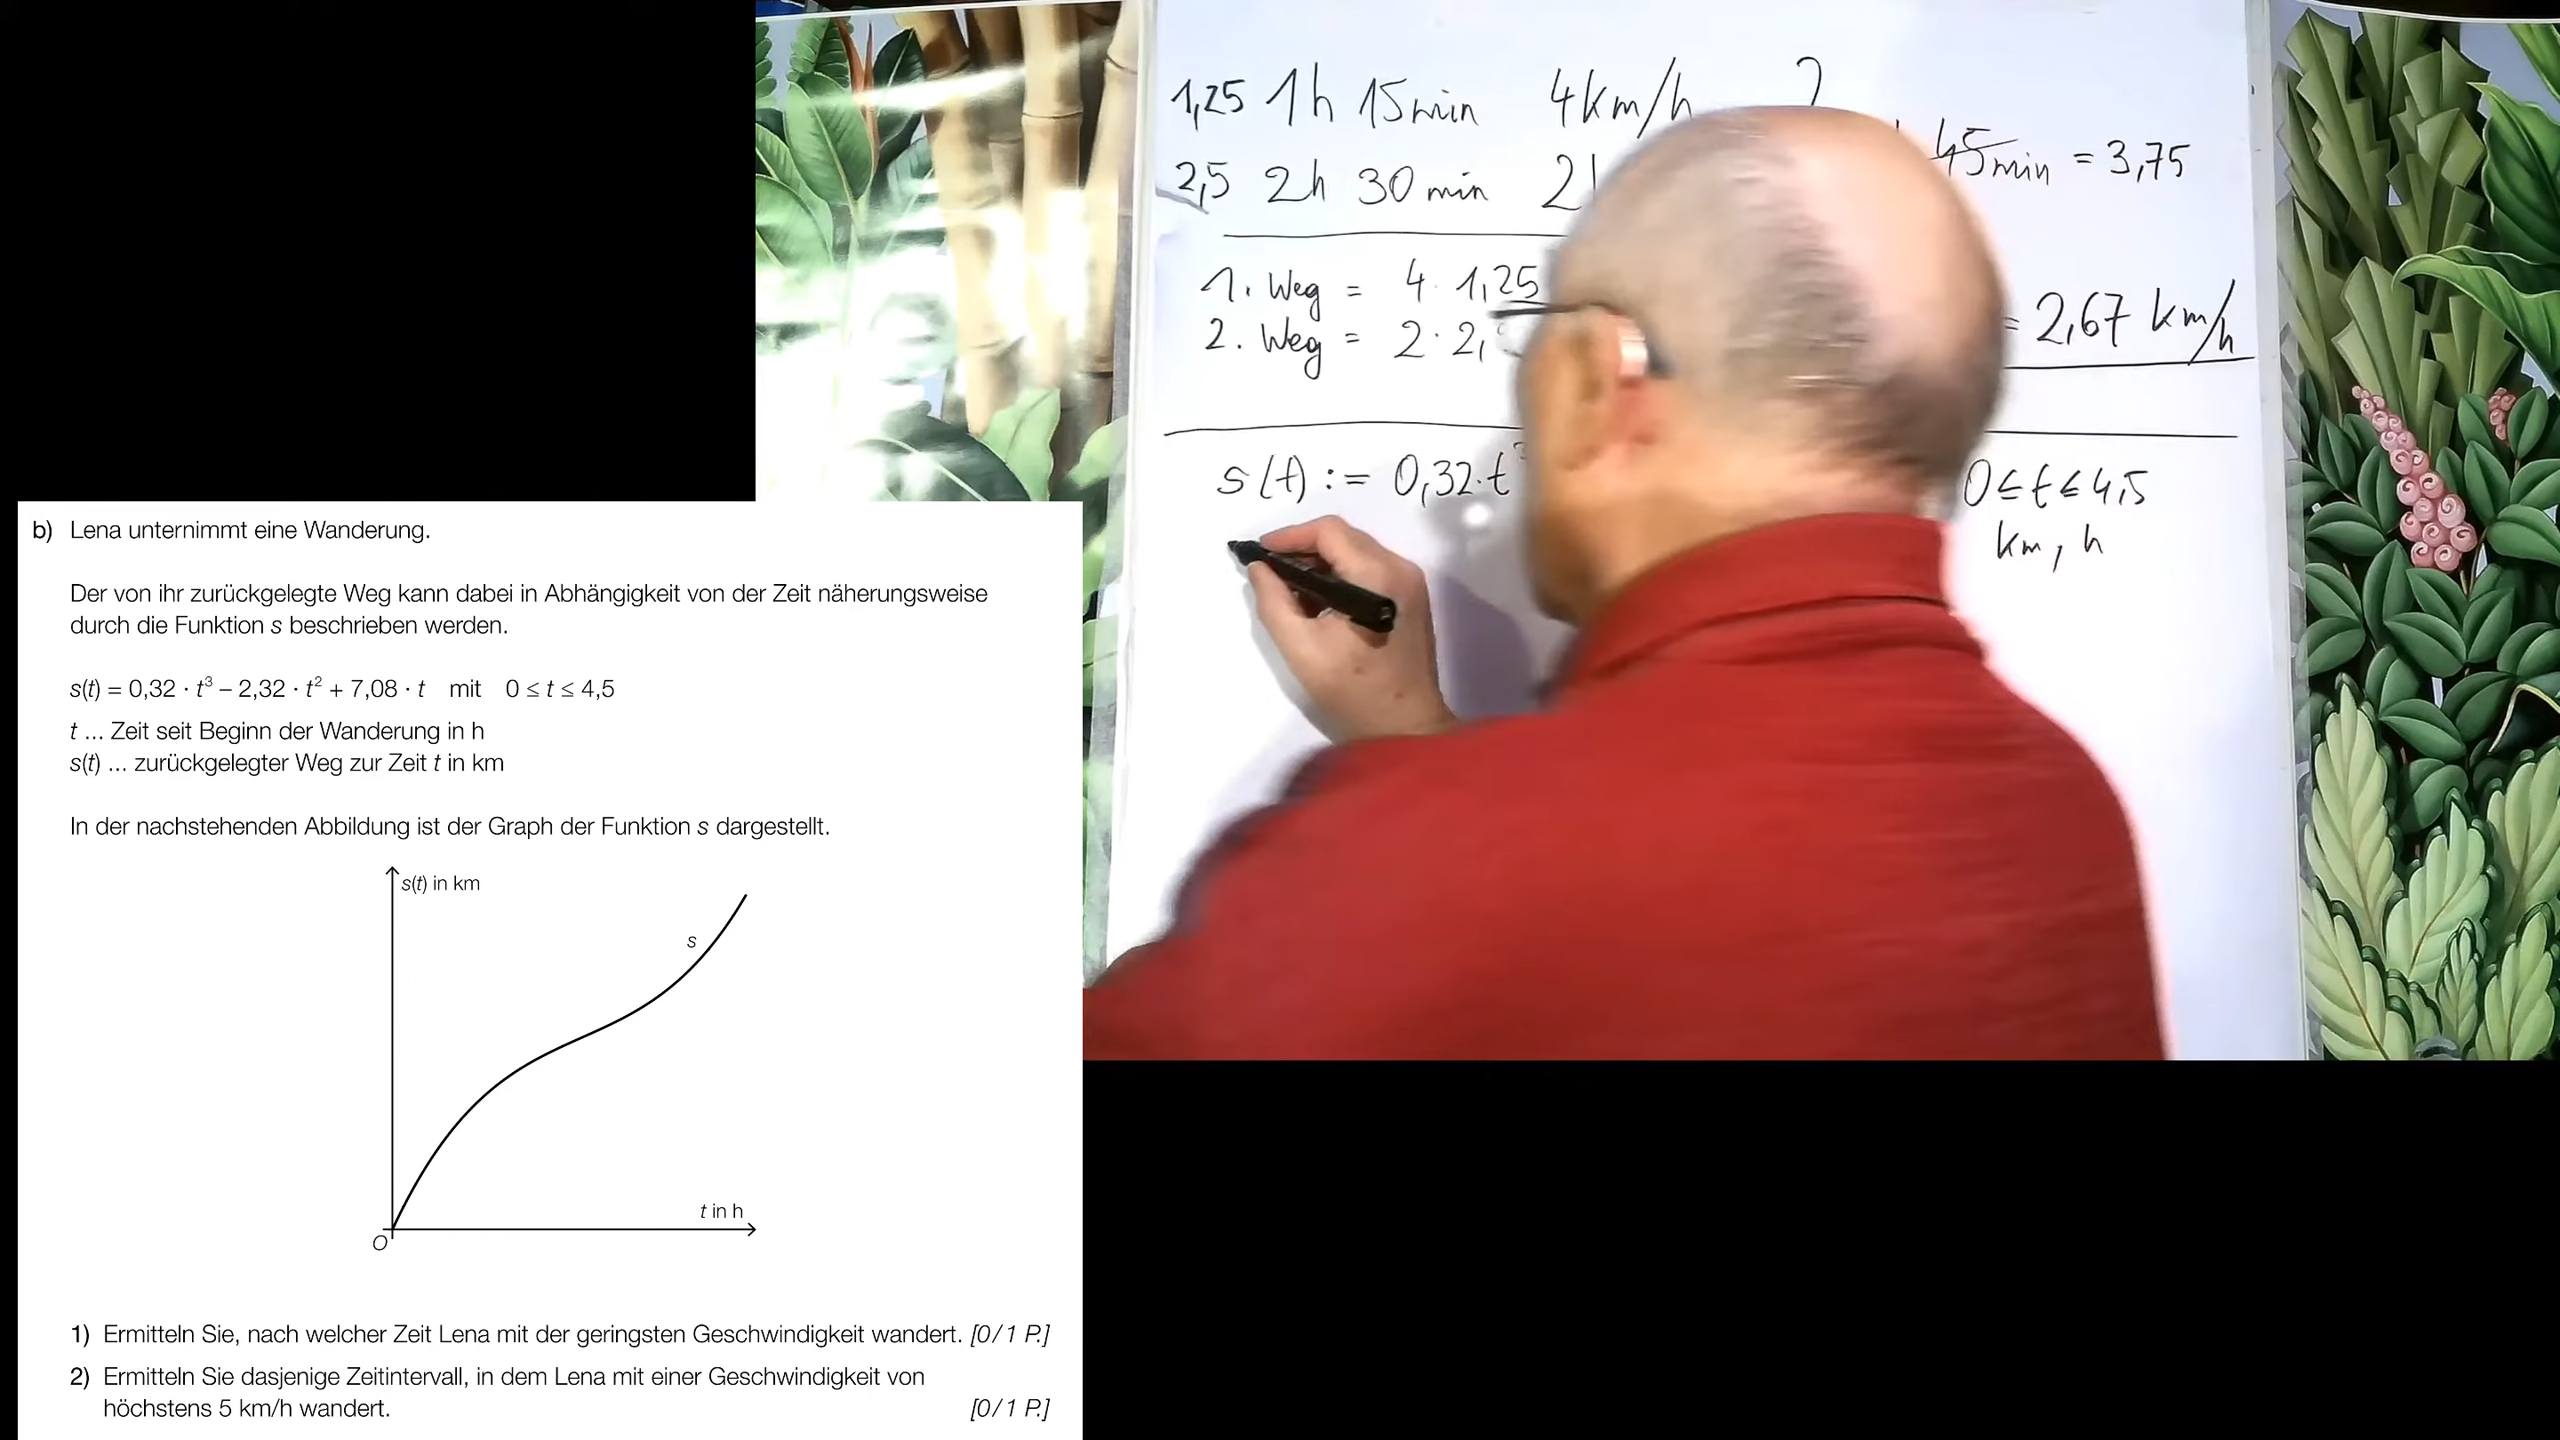 1,25 1h 15min 4km/h ?
2,5 2h 30 min 2
45min = 3,75
1. Weg = 4 · 1,25
2. Weg = 2 · 2,
= 2,67 km/h
s(t) := 0,32·t³
0 ≤ t ≤ 4,5
km, h
b) Lena unternimmt eine Wanderung.
Der von ihr zurückgelegte Weg kann dabei in Abhängigkeit von der Zeit näherungsweise
durch die Funktion s beschrieben werden.
s(t) = 0,32 · t³ – 2,32 · t² + 7,08 · t mit 0 ≤ t ≤ 4,5
t ... Zeit seit Beginn der Wanderung in h
s(t) ... zurückgelegter Weg zur Zeit t in km
In der nachstehenden Abbildung ist der Graph der Funktion s dargestellt.
s(t) in km
s
t in h
O
1) Ermitteln Sie, nach welcher Zeit Lena mit der geringsten Geschwindigkeit wandert. [0/1 P.]
2) Ermitteln Sie dasjenige Zeitintervall, in dem Lena mit einer Geschwindigkeit von
höchstens 5 km/h wandert. [0/1 P.]